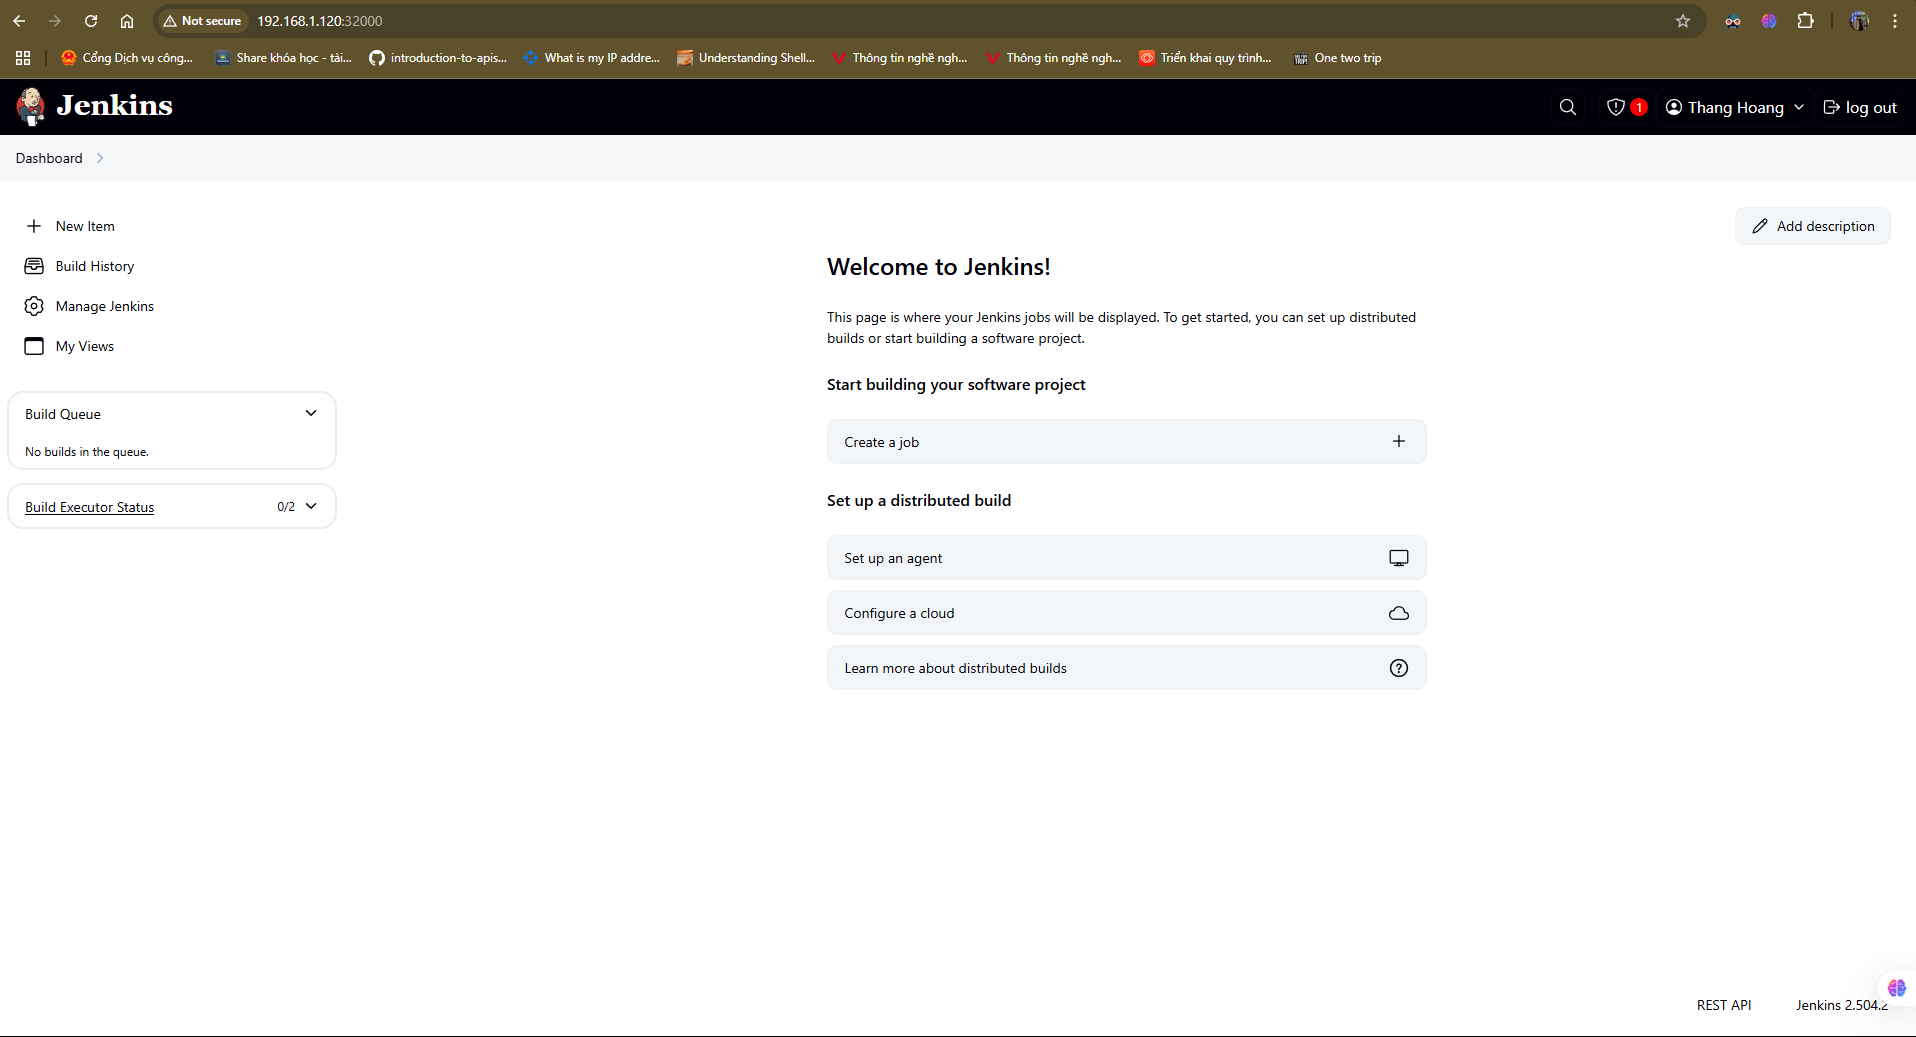 Not secure 192.168.1.120:32000
Cổng Dịch vụ công... Share khóa học - tài... introduction-to-apis... What is my IP addre... Understanding Shell... Thông tin nghề ngh... Thông tin nghề ngh... Triển khai quy trình... One two trip
Jenkins 1 Thang Hoang log out
Dashboard
New Item
Build History
Manage Jenkins
My Views
Build Queue
No builds in the queue.
Build Executor Status 0/2
Add description
Welcome to Jenkins!
This page is where your Jenkins jobs will be displayed. To get started, you can set up distributed
builds or start building a software project.
Start building your software project
Create a job
Set up a distributed build
Set up an agent
Configure a cloud
Learn more about distributed builds
REST API Jenkins 2.504.2